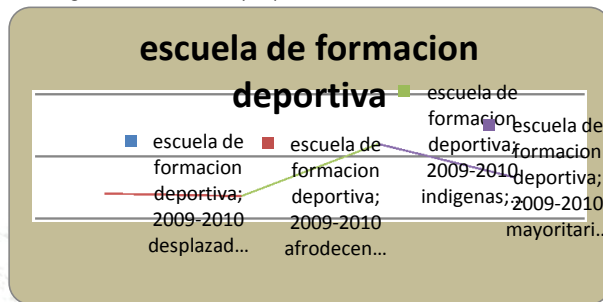 escuela de formacion
deportiva
escuela de
formacion
deportiva;
2009-2010
desplazad...
escuela de
formacion
deportiva;
2009-2010
afrodecen...
escuela de
formacion
deportiva;
2009-2010
indigenas;...
escuela de
formacion
deportiva;
2009-2010
mayoritari...